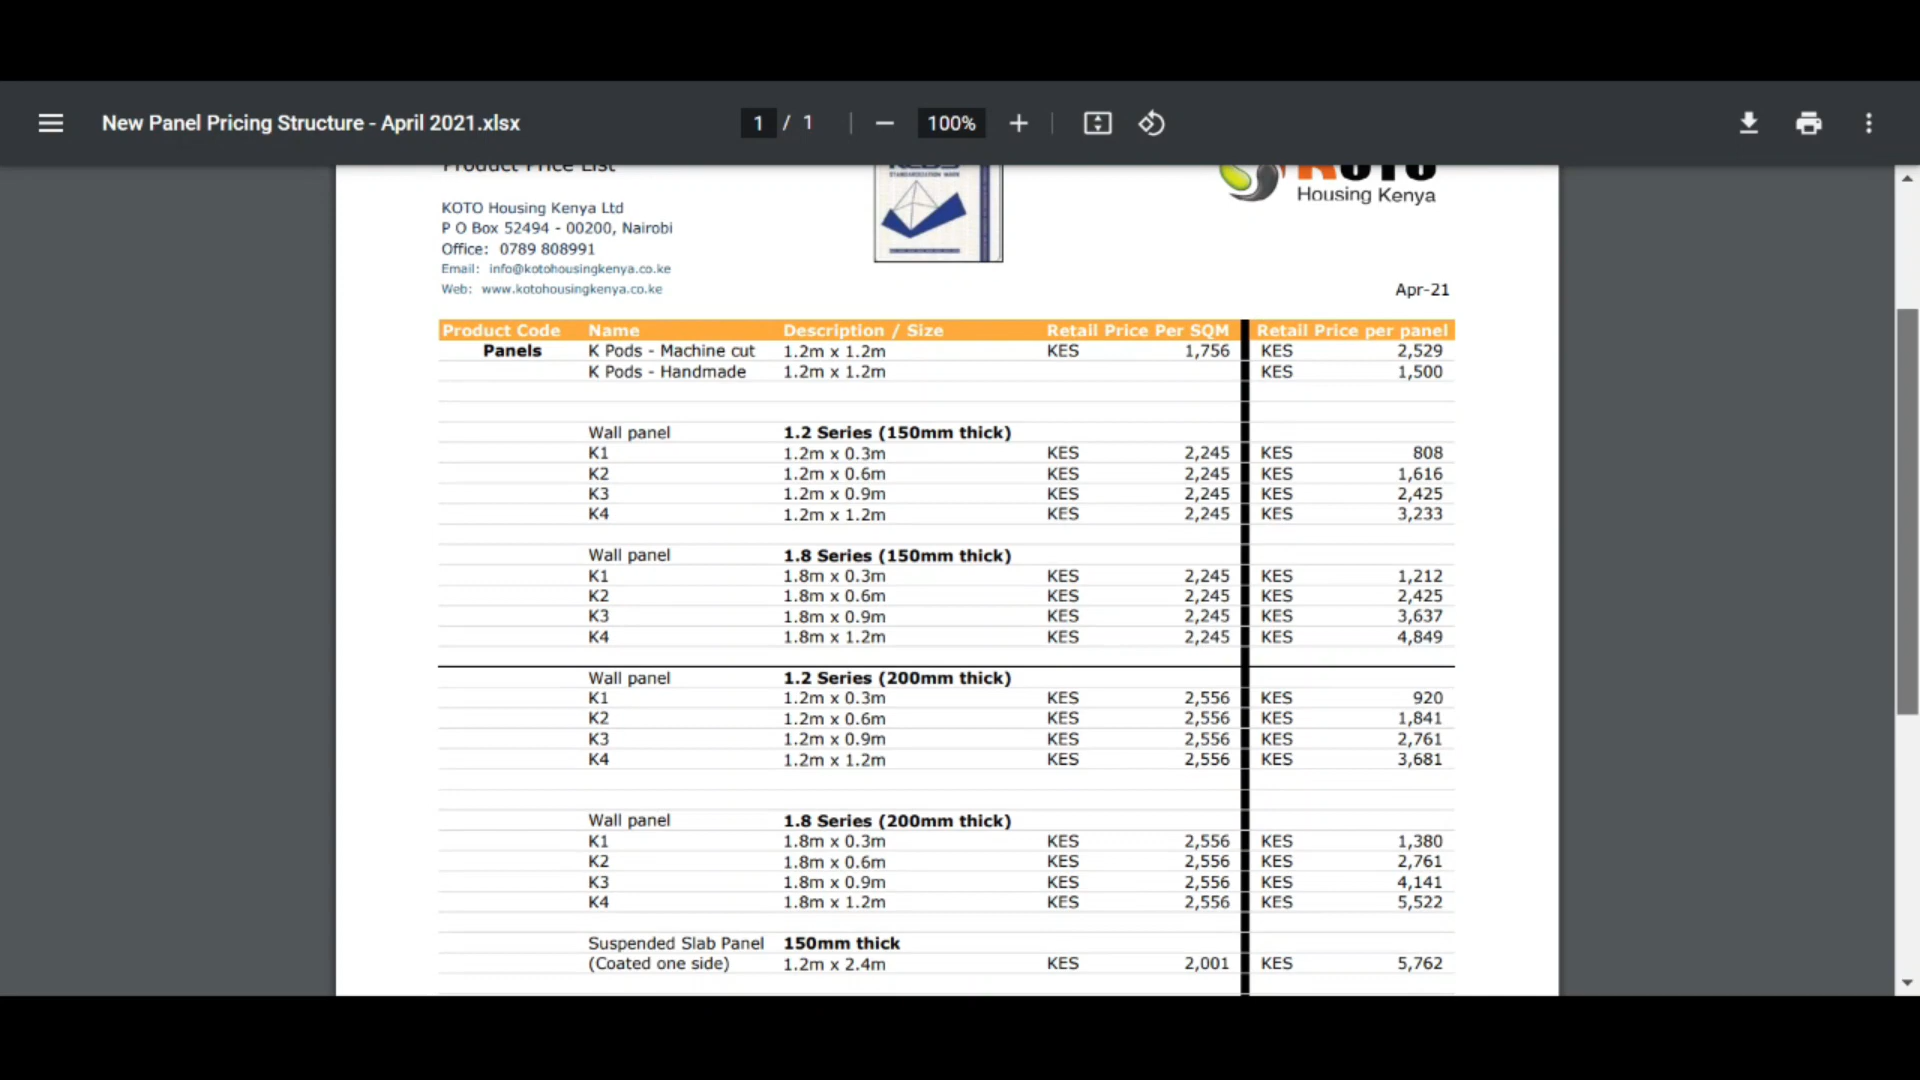 New Panel Pricing Structure - April 2021.xlsx 1 / 1 100%
Product Price List
STANDARDIZATION MARK
KOTO
Housing Kenya
KOTO Housing Kenya Ltd
P O Box 52494 - 00200, Nairobi
Office: 0789 808991
Email: info@kotohousingkenya.co.ke
Web: www.kotohousingkenya.co.ke
Apr-21
Product Code Name Description / Size Retail Price Per SQM Retail Price per panel
Panels K Pods - Machine cut 1.2m x 1.2m KES 1,756 KES 2,529
K Pods - Handmade 1.2m x 1.2m KES 1,500
Wall panel 1.2 Series (150mm thick)
K1 1.2m x 0.3m KES 2,245 KES 808
K2 1.2m x 0.6m KES 2,245 KES 1,616
K3 1.2m x 0.9m KES 2,245 KES 2,425
K4 1.2m x 1.2m KES 2,245 KES 3,233
Wall panel 1.8 Series (150mm thick)
K1 1.8m x 0.3m KES 2,245 KES 1,212
K2 1.8m x 0.6m KES 2,245 KES 2,425
K3 1.8m x 0.9m KES 2,245 KES 3,637
K4 1.8m x 1.2m KES 2,245 KES 4,849
Wall panel 1.2 Series (200mm thick)
K1 1.2m x 0.3m KES 2,556 KES 920
K2 1.2m x 0.6m KES 2,556 KES 1,841
K3 1.2m x 0.9m KES 2,556 KES 2,761
K4 1.2m x 1.2m KES 2,556 KES 3,681
Wall panel 1.8 Series (200mm thick)
K1 1.8m x 0.3m KES 2,556 KES 1,380
K2 1.8m x 0.6m KES 2,556 KES 2,761
K3 1.8m x 0.9m KES 2,556 KES 4,141
K4 1.8m x 1.2m KES 2,556 KES 5,522
Suspended Slab Panel 150mm thick
(Coated one side) 1.2m x 2.4m KES 2,001 KES 5,762